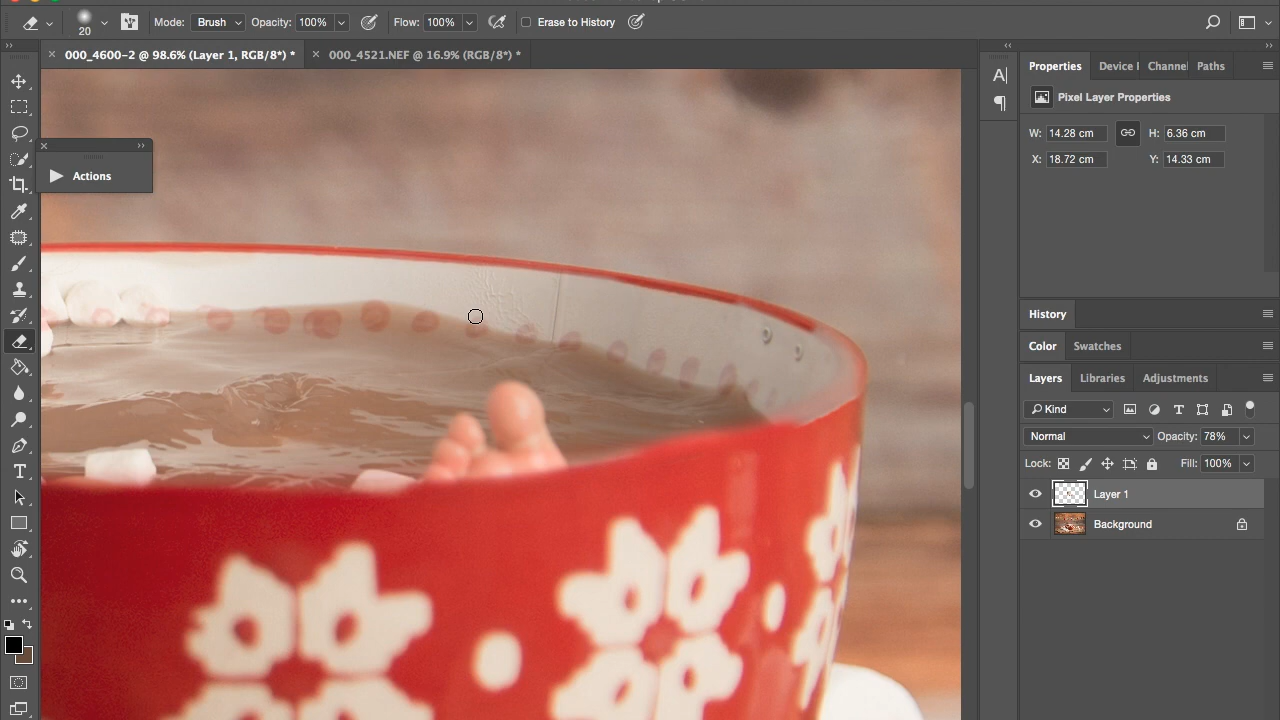 20
Mode: Brush Opacity: 100% Flow: 100% Erase to History
× 000_4600-2 @ 98.6% (Layer 1, RGB/8*) * × 000_4521.NEF @ 16.9% (RGB/8*) *
Actions
A
Properties Device Channel Paths
Pixel Layer Properties
W: 14.28 cm H: 6.36 cm
X: 18.72 cm Y: 14.33 cm
History
Color Swatches
Layers Libraries Adjustments
Kind
Normal Opacity: 78%
Lock: Fill: 100%
Layer 1
Background